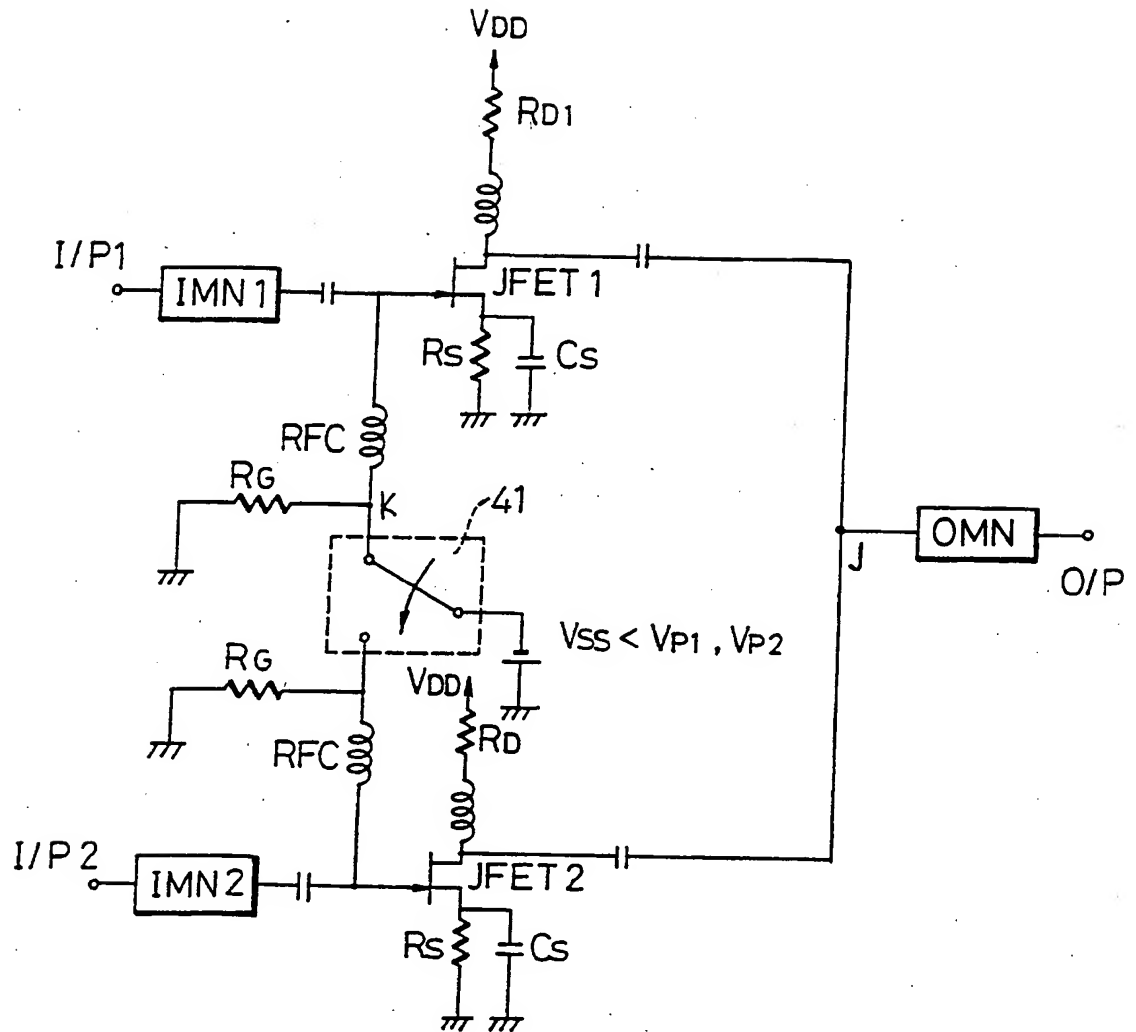 VDD
RD1
I/P1
IMN1
JFET1
RS
CS
RFC
RG
K
41
OMN
J
O/P
VSS < VP1 , VP2
RG
VDD
RD
RFC
I/P2
IMN2
JFET2
RS
CS